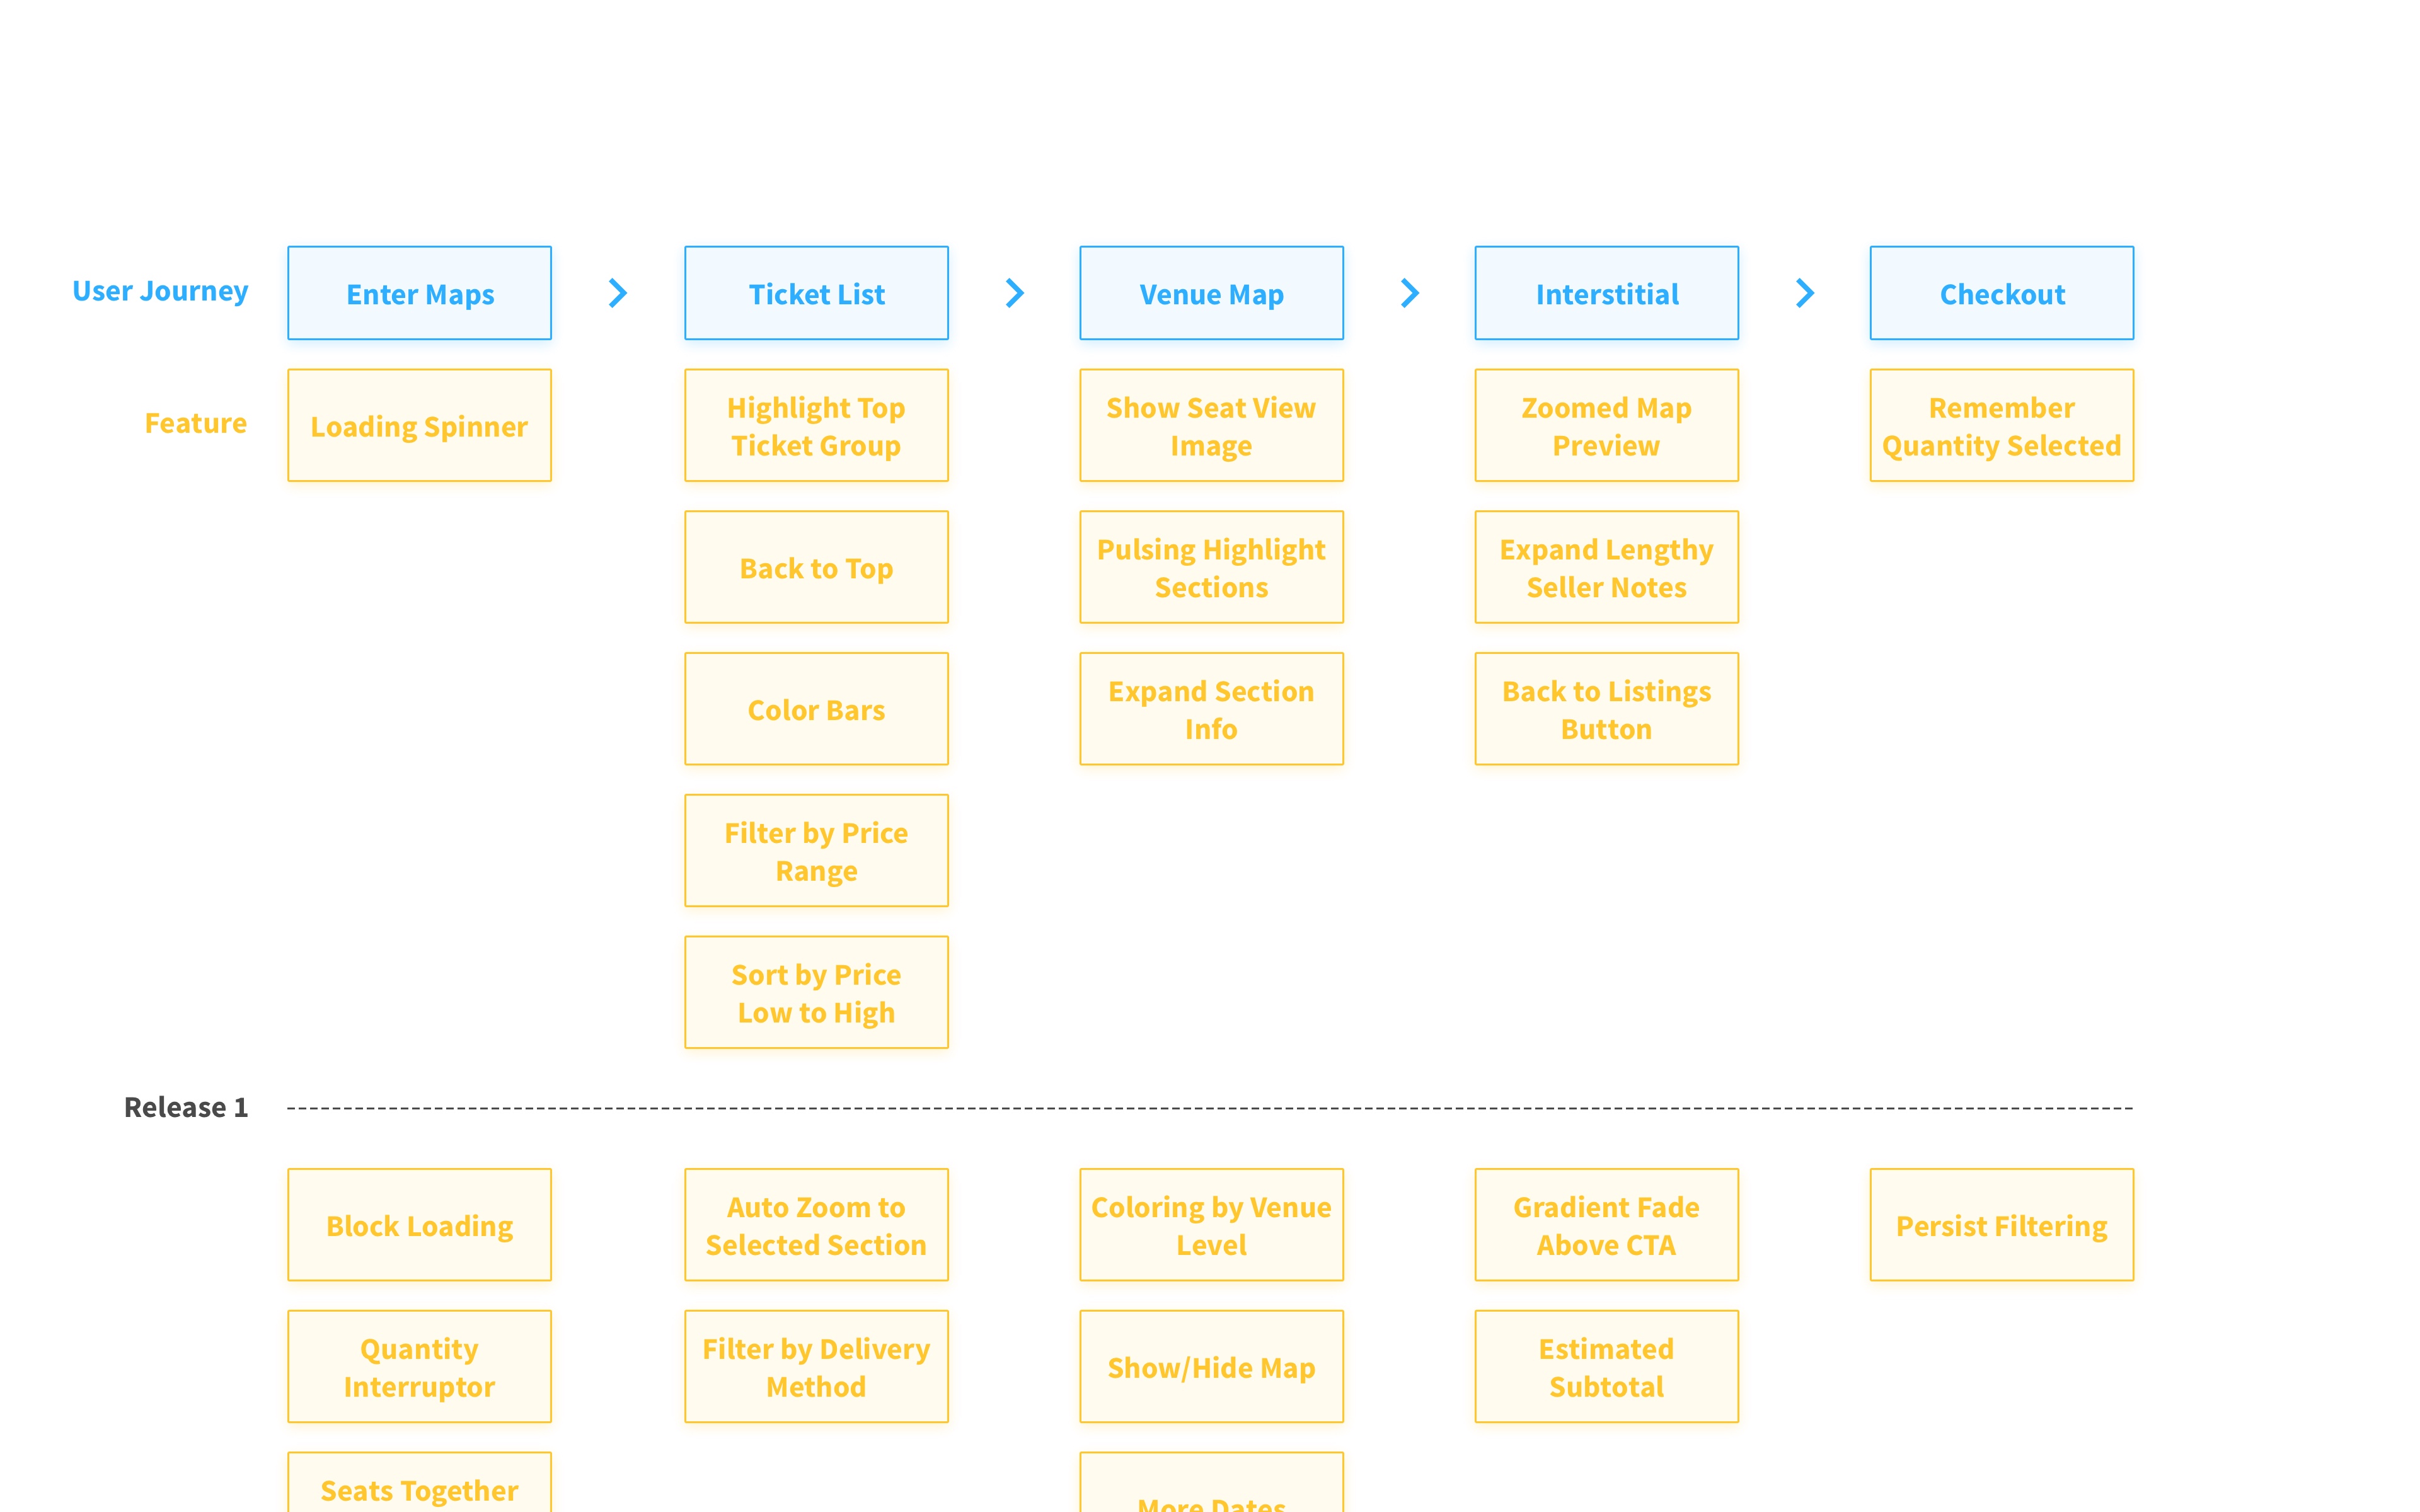 User Journey
Enter Maps
Ticket List
Venue Map
Interstitial
Checkout
Feature
Loading Spinner
Highlight Top
Ticket Group
Show Seat View
Image
Zoomed Map
Preview
Remember
Quantity Selected
Back to Top
Pulsing Highlight
Sections
Expand Lengthy
Seller Notes
Color Bars
Expand Section
Info
Back to Listings
Button
Filter by Price
Range
Sort by Price
Low to High
Release 1
Block Loading
Auto Zoom to
Selected Section
Coloring by Venue
Level
Gradient Fade
Above CTA
Persist Filtering
Quantity
Interruptor
Filter by Delivery
Method
Show/Hide Map
Estimated
Subtotal
Seats Together
More Dates